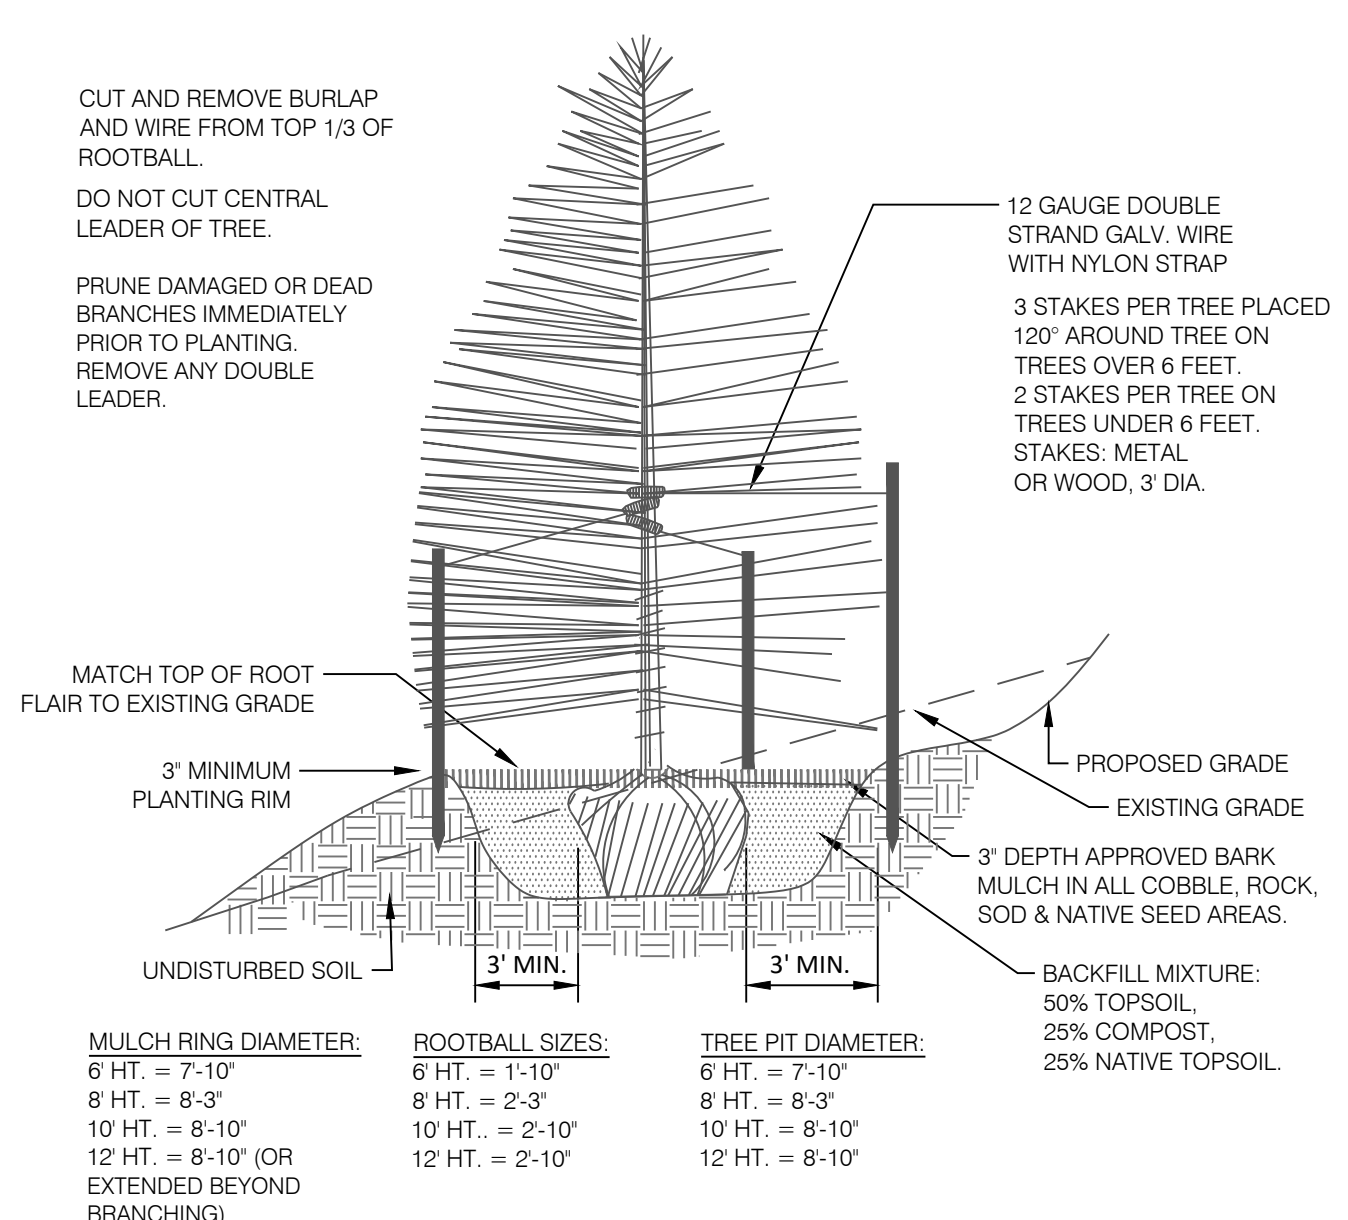 CUT AND REMOVE BURLAP
AND WIRE FROM TOP 1/3 OF
ROOTBALL.
DO NOT CUT CENTRAL
LEADER OF TREE.
PRUNE DAMAGED OR DEAD
BRANCHES IMMEDIATELY
PRIOR TO PLANTING.
REMOVE ANY DOUBLE
LEADER.
12 GAUGE DOUBLE
STRAND GALV. WIRE
WITH NYLON STRAP
3 STAKES PER TREE PLACED
120° AROUND TREE ON
TREES OVER 6 FEET.
2 STAKES PER TREE ON
TREES UNDER 6 FEET.
STAKES: METAL
OR WOOD, 3' DIA.
MATCH TOP OF ROOT
FLAIR TO EXISTING GRADE
3" MINIMUM
PLANTING RIM
PROPOSED GRADE
EXISTING GRADE
3" DEPTH APPROVED BARK
MULCH IN ALL COBBLE, ROCK,
SOD & NATIVE SEED AREAS.
UNDISTURBED SOIL
3' MIN.
3' MIN.
BACKFILL MIXTURE:
50% TOPSOIL,
25% COMPOST,
25% NATIVE TOPSOIL.
MULCH RING DIAMETER:
6' HT. = 7'-10"
8' HT. = 8'-3"
10' HT. = 8'-10"
12' HT. = 8'-10" (OR
EXTENDED BEYOND
BRANCHING)
ROOTBALL SIZES:
6' HT. = 1'-10"
8' HT. = 2'-3"
10' HT.. = 2'-10"
12' HT. = 2'-10"
TREE PIT DIAMETER:
6' HT. = 7'-10"
8' HT. = 8'-3"
10' HT. = 8'-10"
12' HT. = 8'-10"